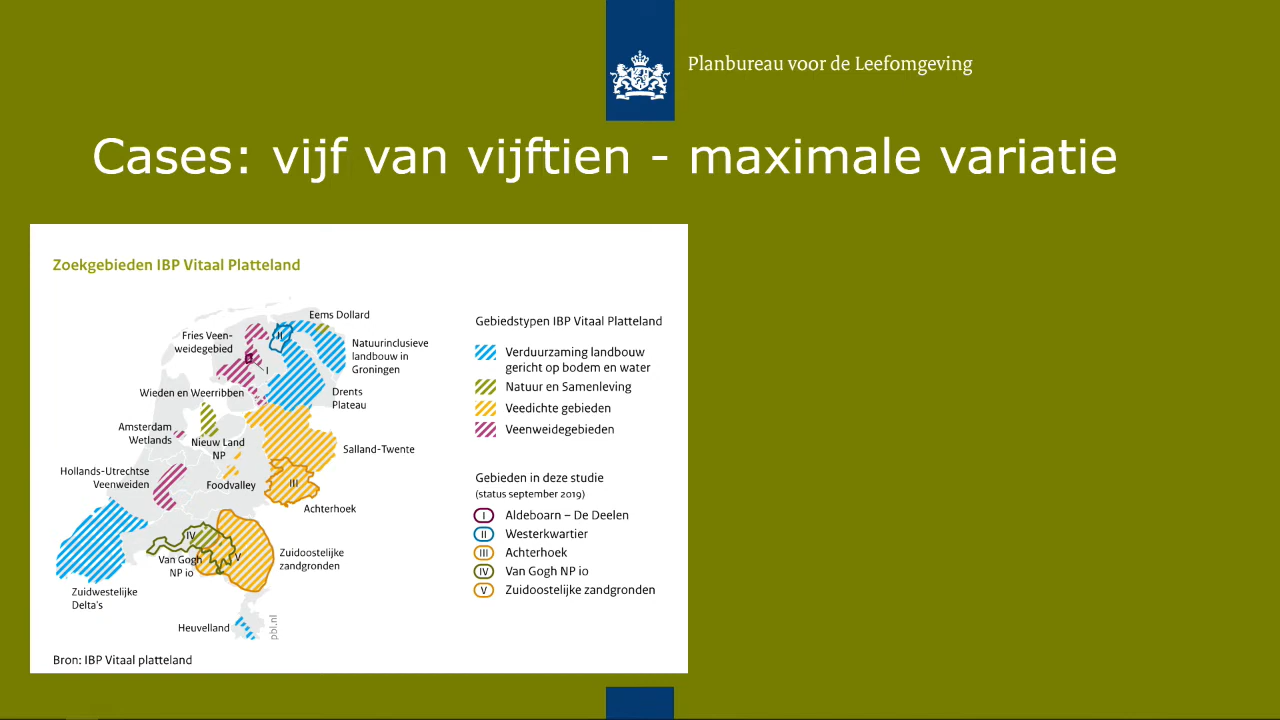 Planbureau voor de Leefomgeving
Cases: vijf van vijftien - maximale variatie
Zoekgebieden IBP Vitaal Platteland
Eems Dollard
Fries Veen-
weidegebied
II
Natuurinclusieve
landbouw in
Groningen
I
Wieden en Weerribben
Drents
Plateau
Amsterdam
Wetlands
Nieuw Land
NP
Salland-Twente
Hollands-Utrechtse
Veenweiden
Foodvalley
III
Achterhoek
IV
Van Gogh
NP io
V
Zuidoostelijke
zandgronden
Zuidwestelijke
Delta's
Heuvelland
pbl.nl
Bron: IBP Vitaal platteland
Gebiedstypen IBP Vitaal Platteland
Verduurzaming landbouw
gericht op bodem en water
Natuur en Samenleving
Veedichte gebieden
Veenweidegebieden
Gebieden in deze studie
(status september 2019)
I Aldeboarn – De Deelen
II Westerkwartier
III Achterhoek
IV Van Gogh NP io
V Zuidoostelijke zandgronden